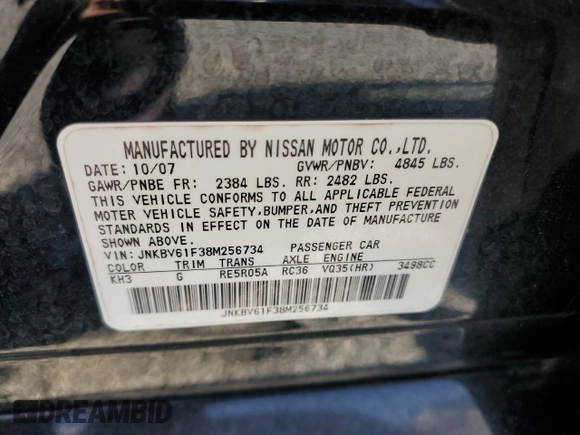 MANUFACTURED BY NISSAN MOTOR CO.,LTD.
DATE: 10/07 GVWR/PNBV: 4845 LBS.
GAWR/PNBE FR: 2384 LBS. RR: 2482 LBS.
THIS VEHICLE CONFORMS TO ALL APPLICABLE FEDERAL
MOTOR VEHICLE SAFETY,BUMPER,AND THEFT PREVENTION
STANDARDS IN EFFECT ON THE DATE OF MANUFACTURE
SHOWN ABOVE.
VIN: JNKBV61F38M256734 PASSENGER CAR
COLOR TRIM TRANS AXLE ENGINE
KH3 G RE5R05A RC36 VQ35(HR) 3498CC
JNKBV61F38M256734
DREAMBID